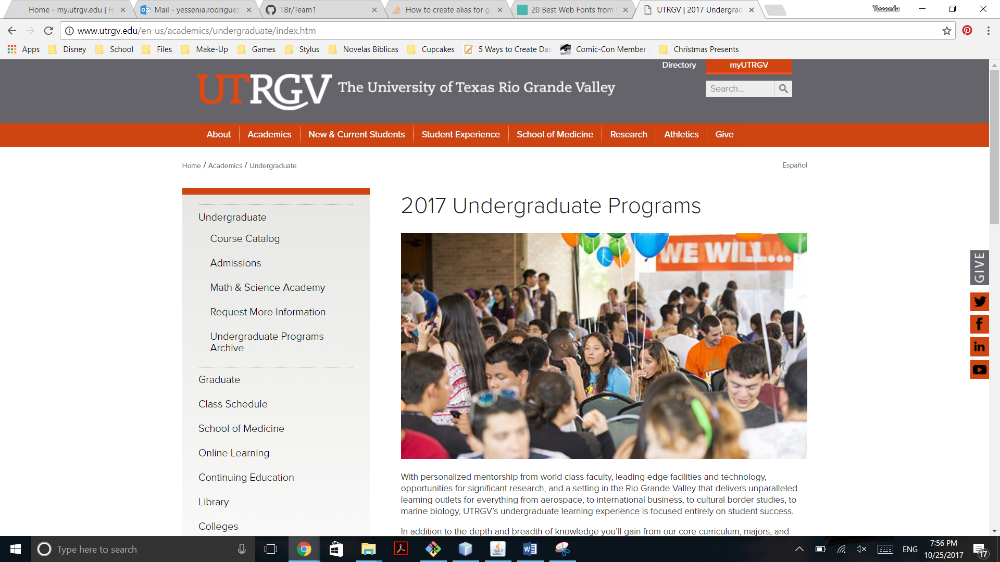 Home - my.utrgv.edu | H
Mail - yessenia.rodriguez
T8r/Team1
How to create alias for gi
20 Best Web Fonts from
UTRGV | 2017 Undergrad
Yessenia
www.utrgv.edu/en-us/academics/undergraduate/index.htm
Apps
Disney
School
Files
Make-Up
Games
Stylus
Novelas Biblicas
Cupcakes
5 Ways to Create Das
Comic-Con Member
Christmas Presents
Directory
myUTRGV
UTRGV The University of Texas Rio Grande Valley
Search...
About
Academics
New & Current Students
Student Experience
School of Medicine
Research
Athletics
Give
Home / Academics / Undergraduate
Español
Undergraduate
Course Catalog
Admissions
Math & Science Academy
Request More Information
Undergraduate Programs
Archive
Graduate
Class Schedule
School of Medicine
Online Learning
Continuing Education
Library
Colleges
2017 Undergraduate Programs
WE WILL...
GIVE
With personalized mentorship from world class faculty, leading edge facilities and technology,
opportunities for significant research, and a setting in the Rio Grande Valley that delivers unparalleled
learning outlets for everything from aerospace, to international business, to cultural border studies, to
marine biology, UTRGV's undergraduate learning experience is focused entirely on student success.
In addition to the depth and breadth of knowledge you'll gain from our core curriculum, majors, and
Type here to search
ENG
7:56 PM
10/25/2017
17